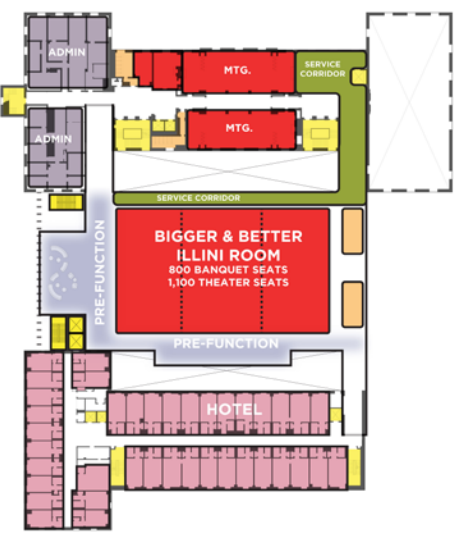 ADMIN
MTG.
SERVICE
CORRIDOR
MTG.
ADMIN
SERVICE CORRIDOR
PRE-FUNCTION
BIGGER & BETTER
ILLINI ROOM
800 BANQUET SEATS
1,100 THEATER SEATS
PRE-FUNCTION
HOTEL